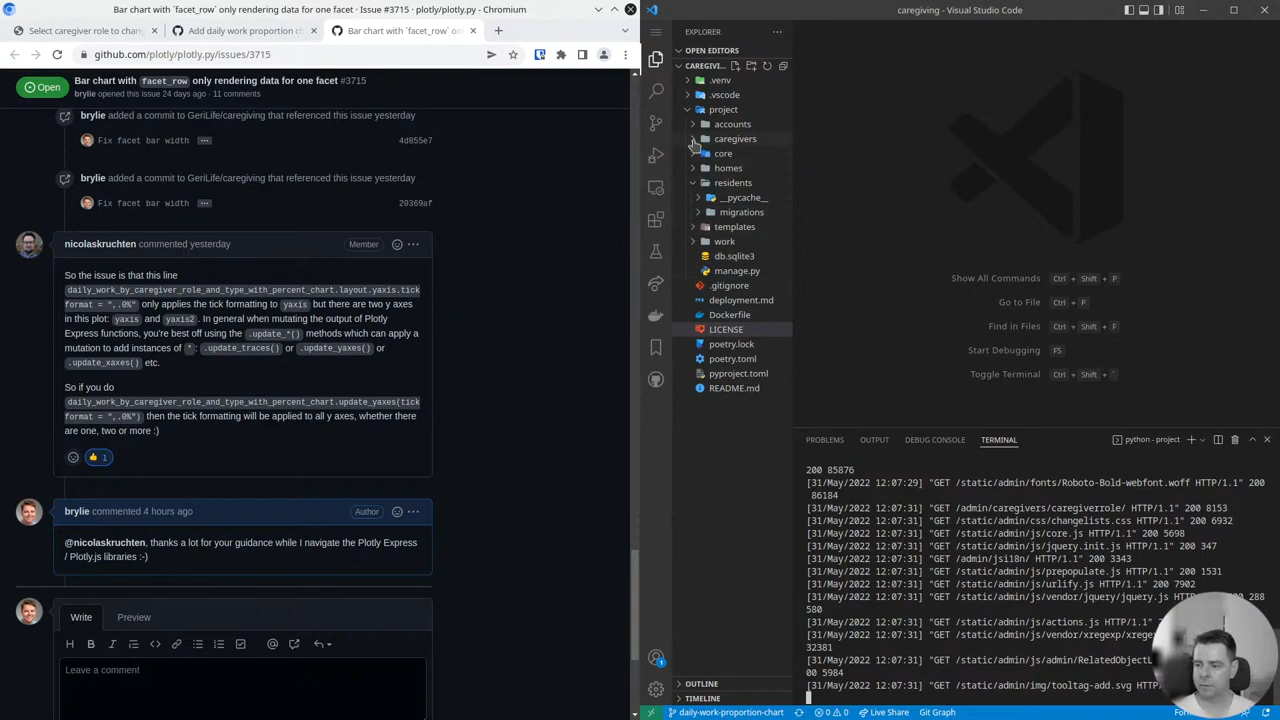 Bar chart with `facet_row` only rendering data for one facet · Issue #3715 · plotly/plotly.py - Chromium
Select caregiver role to chan
Add daily work proportion ch
Bar chart with `facet_row` on
github.com/plotly/plotly.py/issues/3715
Open
Bar chart with facet_row only rendering data for one facet #3715
brylie opened this issue 24 days ago · 11 comments
brylie added a commit to GeriLife/caregiving that referenced this issue yesterday
Fix facet bar width
4d855e7
brylie added a commit to GeriLife/caregiving that referenced this issue yesterday
Fix facet bar width
20369af
nicolaskruchten commented yesterday
Member
So the issue is that this line
daily_work_by_caregiver_role_and_type_with_percent_chart.layout.yaxis.tick
format = ",.0%" only applies the tick formatting to yaxis but there are two y axes
in this plot: yaxis and yaxis2. In general when mutating the output of Plotly
Express functions, you're best off using the .update_*() methods which can apply a
mutation to add instances of *: .update_traces() or .update_yaxes() or
.update_xaxes() etc.
So if you do
daily_work_by_caregiver_role_and_type_with_percent_chart.update_yaxes(tick
format = ",.0%") then the tick formatting will be applied to all y axes, whether there
are one, two or more :)
1
brylie commented 4 hours ago
Author
@nicolaskruchten, thanks a lot for your guidance while I navigate the Plotly Express
/ Plotly.js libraries :-)
Write
Preview
Leave a comment
caregiving - Visual Studio Code
EXPLORER
OPEN EDITORS
CAREGIVI...
.venv
.vscode
project
accounts
caregivers
core
homes
residents
__pycache__
migrations
templates
work
db.sqlite3
manage.py
.gitignore
deployment.md
Dockerfile
LICENSE
poetry.lock
poetry.toml
pyproject.toml
README.md
OUTLINE
TIMELINE
Show All Commands Ctrl + Shift + P
Go to File Ctrl + P
Find in Files Ctrl + Shift + F
Start Debugging F5
Toggle Terminal Ctrl + Shift + `
PROBLEMS
OUTPUT
DEBUG CONSOLE
TERMINAL
python - project
200 85876
[31/May/2022 12:07:29] "GET /static/admin/fonts/Roboto-Bold-webfont.woff HTTP/1.1" 200
86184
[31/May/2022 12:07:31] "GET /admin/caregivers/caregiverrole/ HTTP/1.1" 200 8153
[31/May/2022 12:07:31] "GET /static/admin/css/changelists.css HTTP/1.1" 200 6932
[31/May/2022 12:07:31] "GET /static/admin/js/core.js HTTP/1.1" 200 5698
[31/May/2022 12:07:31] "GET /static/admin/js/jquery.init.js HTTP/1.1" 200 347
[31/May/2022 12:07:31] "GET /admin/jsi18n/ HTTP/1.1" 200 3343
[31/May/2022 12:07:31] "GET /static/admin/js/prepopulate.js HTTP/1.1" 200 1531
[31/May/2022 12:07:31] "GET /static/admin/js/urlify.js HTTP/1.1" 200 7902
[31/May/2022 12:07:31] "GET /static/admin/js/vendor/jquery/jquery.js HTTP/1.1" 200 288
580
[31/May/2022 12:07:31] "GET /static/admin/js/actions.js HTTP/1.1"
[31/May/2022 12:07:31] "GET /static/admin/js/vendor/xregexp/xrege
32381
[31/May/2022 12:07:31] "GET /static/admin/js/admin/RelatedObjectL
00 5984
[31/May/2022 12:07:31] "GET /static/admin/img/tooltag-add.svg HTTP
1
daily-work-proportion-chart
0
0
Live Share
Git Graph